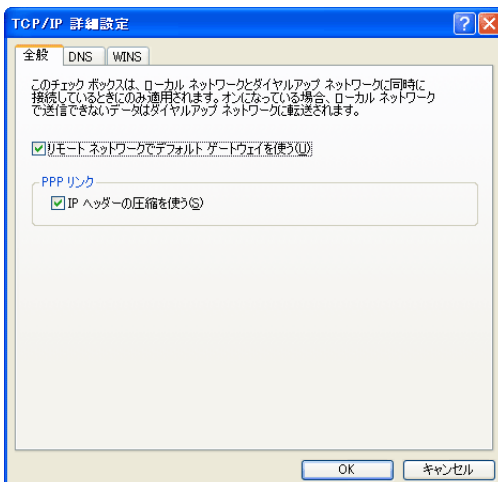 TCP/IP 詳細設定
全般 DNS WINS
このチェック ボックスは、ローカル ネットワークとダイヤルアップ ネットワークに同時に
接続しているときにのみ適用されます。オンになっている場合、ローカル ネットワーク
で送信できないデータはダイヤルアップ ネットワークに転送されます。
リモート ネットワークでデフォルト ゲートウェイを使う(U)
PPP リンク
IP ヘッダーの圧縮を使う(S)
OK キャンセル